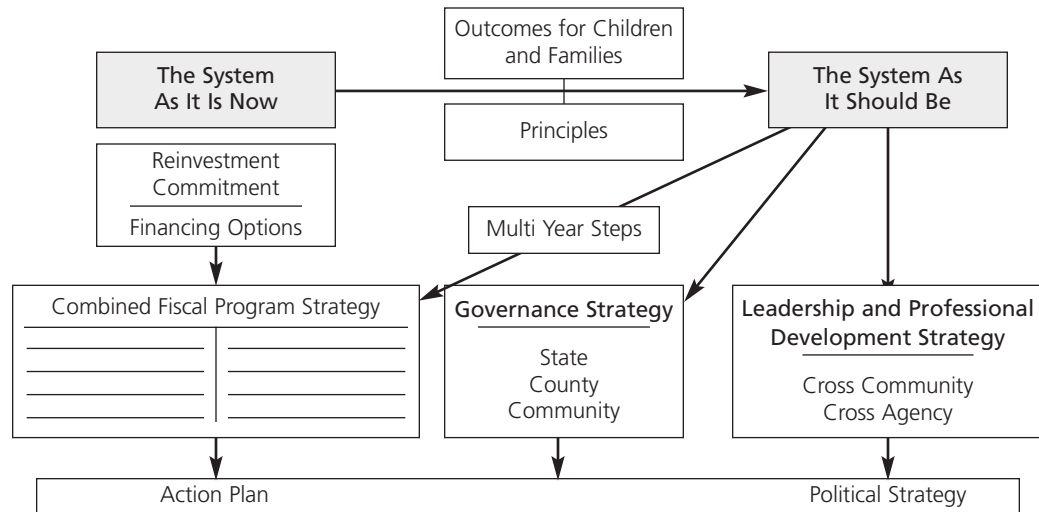 Outcomes for Children
and Families
The System
As It Is Now
The System As
It Should Be
Principles
Reinvestment
Commitment
Financing Options
Multi Year Steps
Combined Fiscal Program Strategy
Governance Strategy
State
County
Community
Leadership and Professional
Development Strategy
Cross Community
Cross Agency
Action Plan
Political Strategy